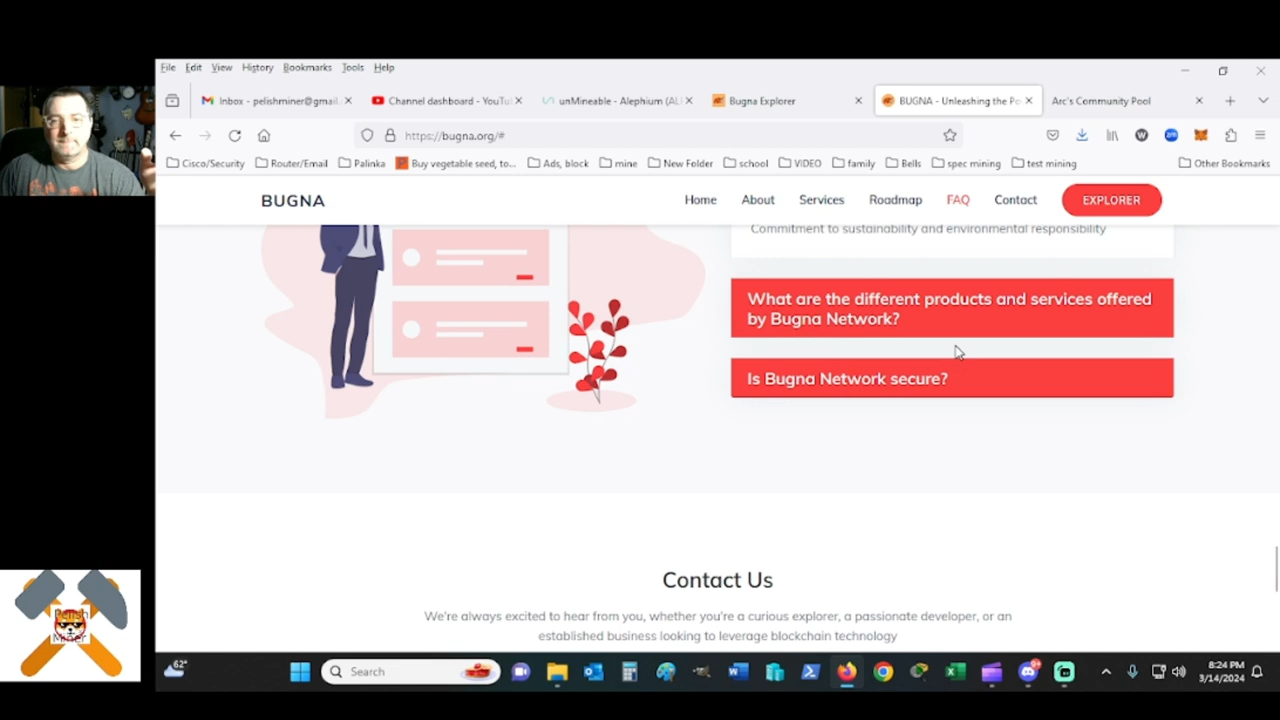 File Edit View History Bookmarks Tools Help
Inbox - pelishminer@gmail.
Channel dashboard - YouTu
unMineable - Alephium (AL
Bugna Explorer
BUGNA - Unleashing the Po
Arc's Community Pool
https://bugna.org/#
Cisco/Security
Router/Email
Palinka
Buy vegetable seed, to...
Ads, block
mine
New Folder
school
VIDEO
family
Bells
spec mining
test mining
Other Bookmarks
BUGNA
Home About Services Roadmap FAQ Contact EXPLORER
Commitment to sustainability and environmental responsibility
What are the different products and services offered
by Bugna Network?
Is Bugna Network secure?
Contact Us
We're always excited to hear from you, whether you're a curious explorer, a passionate developer, or an
established business looking to leverage blockchain technology
Pelish
Miner
62°
Search
8:24 PM
3/14/2024